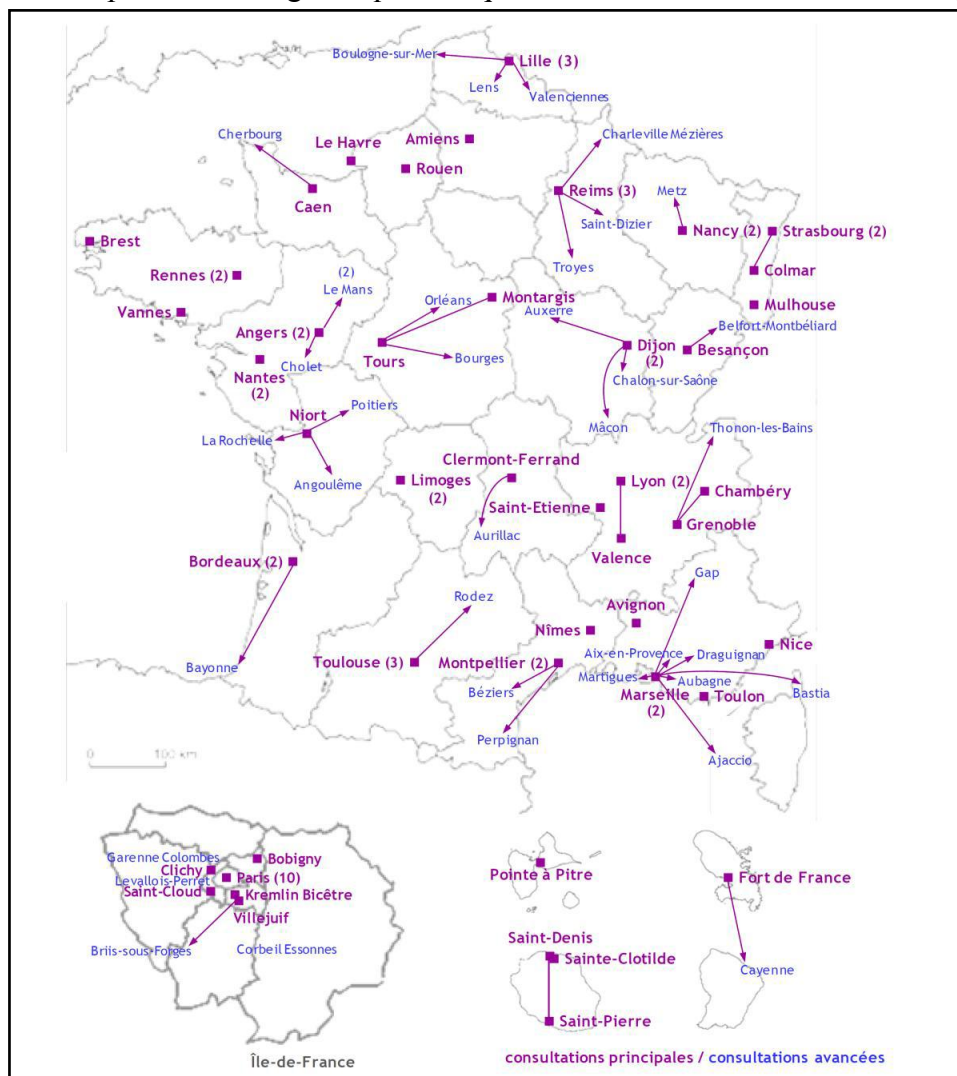 Boulogne-sur-Mer
Lille (3)
Lens
Valenciennes
Cherbourg
Le Havre
Amiens
Rouen
Charleville Mézières
Caen
Reims (3)
Metz
Saint-Dizier
Nancy (2)
Strasbourg (2)
Brest
Troyes
Colmar
Rennes (2)
(2)
Le Mans
Orléans
Montargis
Auxerre
Mulhouse
Vannes
Belfort-Montbéliard
Angers (2)
Dijon
(2)
Besançon
Cholet
Tours
Bourges
Nantes
(2)
Chalon-sur-Saône
Poitiers
Niort
Mâcon
Thonon-les-Bains
La Rochelle
Clermont-Ferrand
Angoulême
Limoges
(2)
Lyon (2)
Chambéry
Saint-Etienne
Grenoble
Aurillac
Valence
Bordeaux (2)
Gap
Rodez
Avignon
Nîmes
Nice
Aix-en-Provence
Draguignan
Bayonne
Toulouse (3)
Montpellier (2)
Martigues
Aubagne
Béziers
Marseille
(2)
Toulon
Bastia
Perpignan
Ajaccio
0
100 km
Garenne Colombes
Bobigny
Clichy
Paris (10)
Levallois-Perret
Saint-Cloud
Kremlin Bicêtre
Villejuif
Briis-sous-Forges
Corbeil Essonnes
Île-de-France
Pointe à Pitre
Fort de France
Saint-Denis
Sainte-Clotilde
Cayenne
Saint-Pierre
consultations principales / consultations avancées